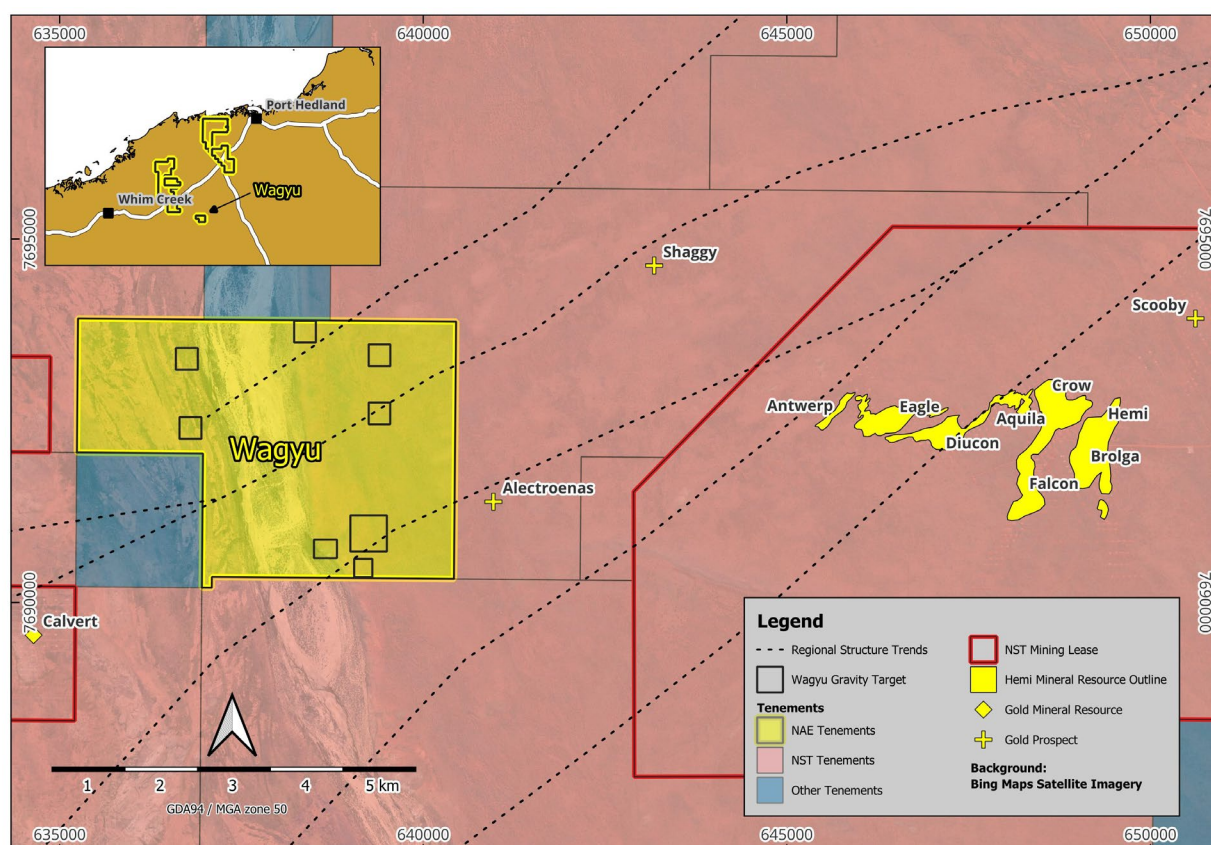 635000
640000
645000
650000
Port Hedland
Whim Creek
Wagyu
7695000
7695000
Shaggy
Scooby
Antwerp
Eagle
Crow
Aquila
Hemi
Diucon
Brolga
Falcon
Wagyu
Alectroenas
7690000
7690000
Calvert
1 2 3 4 5 km
GDA94 / MGA zone 50
Legend
Regional Structure Trends
Wagyu Gravity Target
Tenements
NAE Tenements
NST Tenements
Other Tenements
NST Mining Lease
Hemi Mineral Resource Outline
Gold Mineral Resource
Gold Prospect
Background:
Bing Maps Satellite Imagery
635000
640000
645000
650000